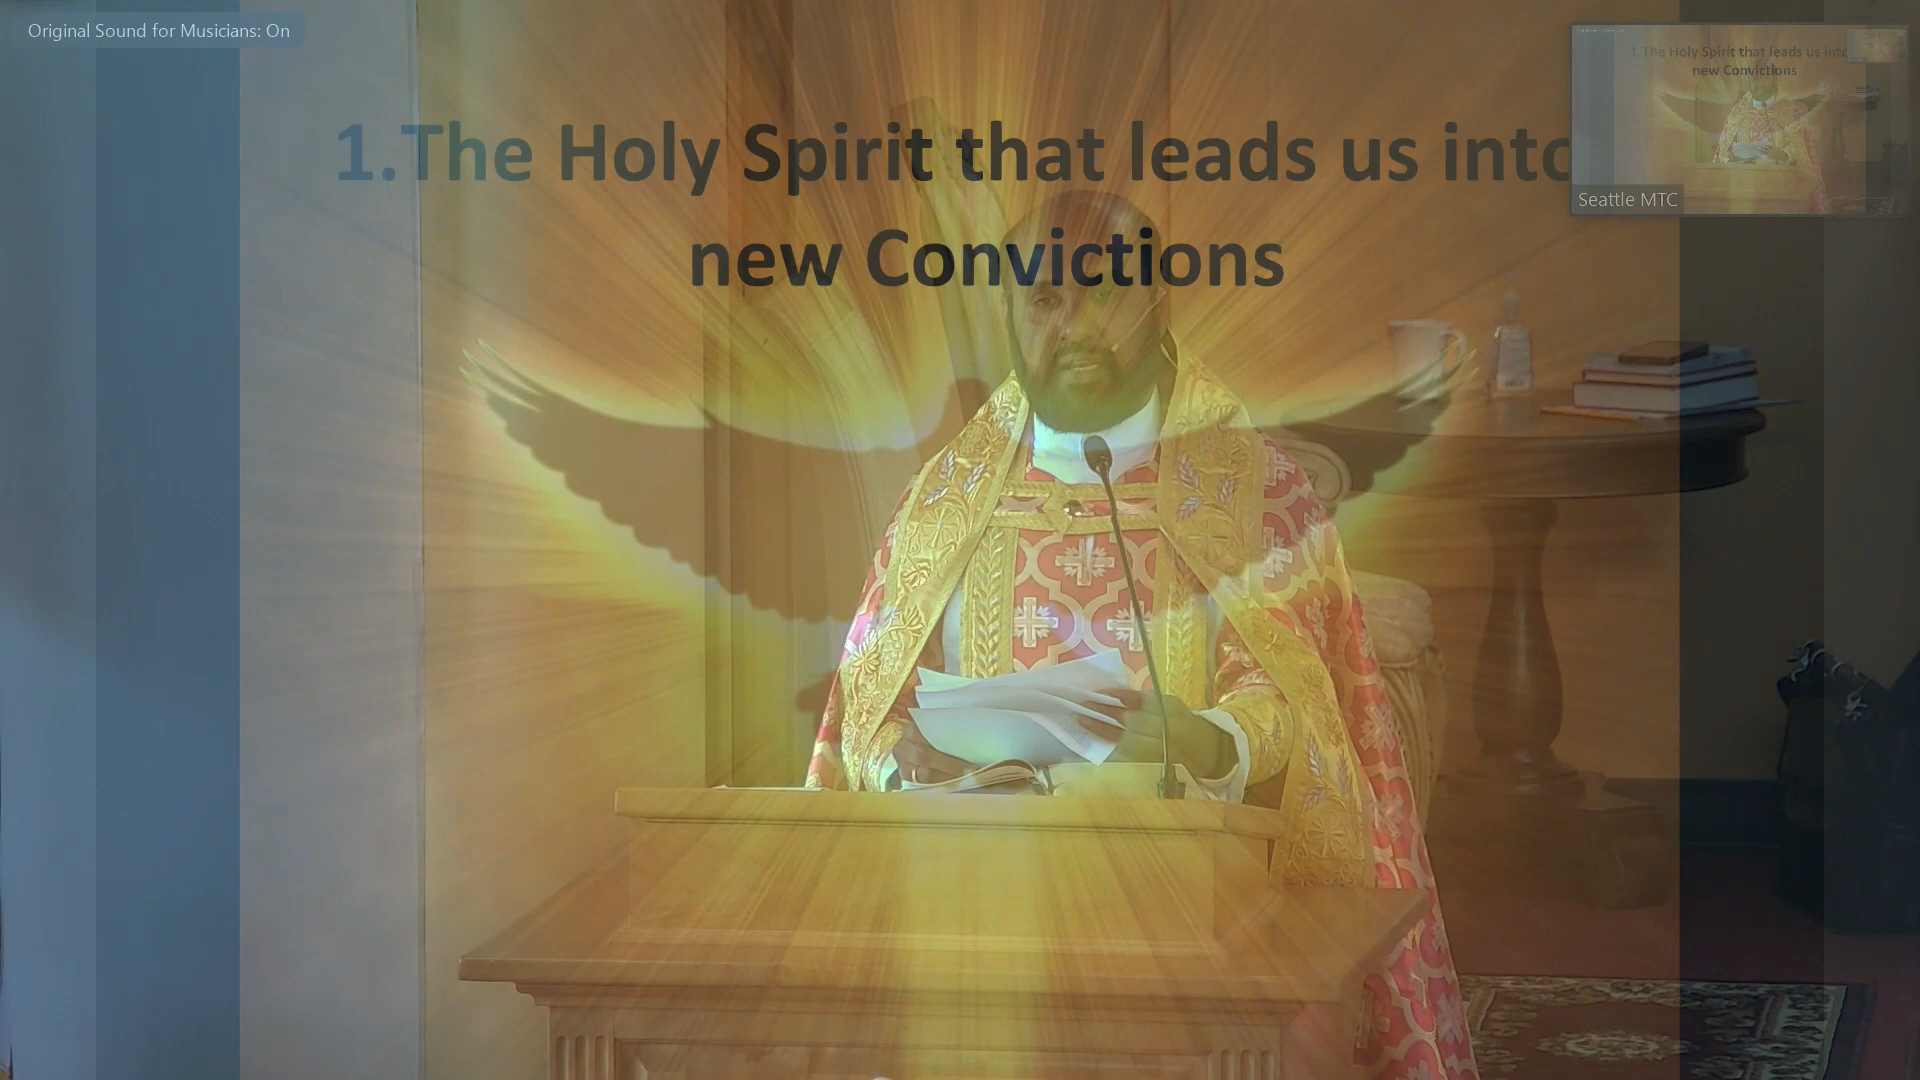 Original Sound for Musicians: On
1.The Holy Spirit that leads us into
new Convictions
1.The Holy Spirit that leads us into
new Convictions
Seattle MTC